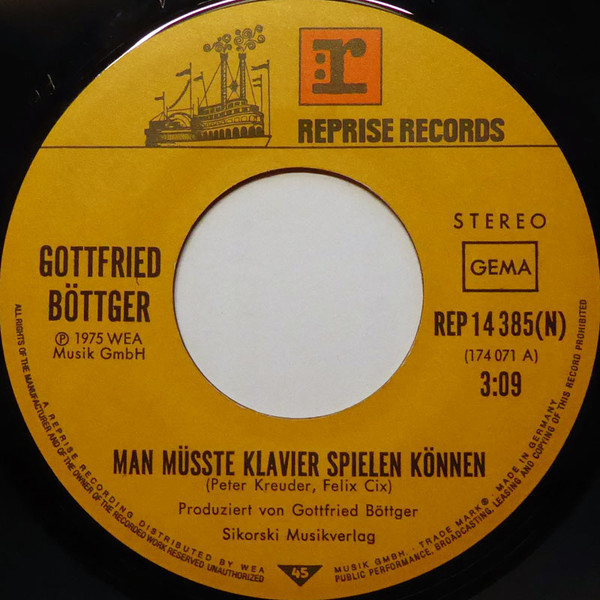 r
REPRISE RECORDS
STEREO
GEMA
GOTTFRIED
BÖTTGER
℗ 1975 WEA
Musik GmbH
REP 14 385(N)
(174 071 A)
3:09
MAN MÜSSTE KLAVIER SPIELEN KÖNNEN
(Peter Kreuder, Felix Cix)
Produziert von Gottfried Böttger
Sikorski Musikverlag
45
A REPRISE RECORDING DISTRIBUTED BY WEA MUSIK GMBH. · TRADE MARK® · MADE IN GERMANY
ALL RIGHTS OF THE MANUFACTURER AND OF THE OWNER OF THE RECORDED WORK RESERVED UNAUTHORIZED PUBLIC PERFORMANCE, BROADCASTING, LEASING AND COPYING OF THIS RECORD PROHIBITED